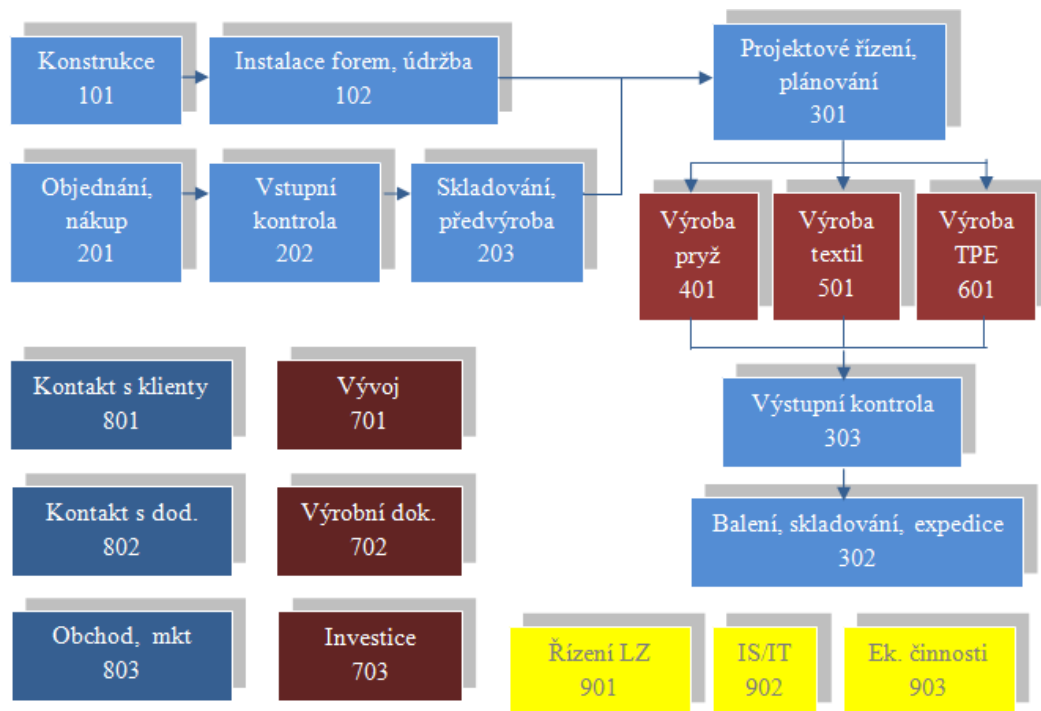 Konstrukce
101
Instalace forem, údržba
102
Projektové řízení,
plánování
301
Objednání,
nákup
201
Vstupní
kontrola
202
Skladování,
předvýroba
203
Výroba
pryž
401
Výroba
textil
501
Výroba
TPE
601
Kontakt s klienty
801
Vývoj
701
Výstupní kontrola
303
Kontakt s dod.
802
Výrobní dok.
702
Balení, skladování, expedice
302
Obchod, mkt
803
Investice
703
Řízení LZ
901
IS/IT
902
Ek. činnosti
903